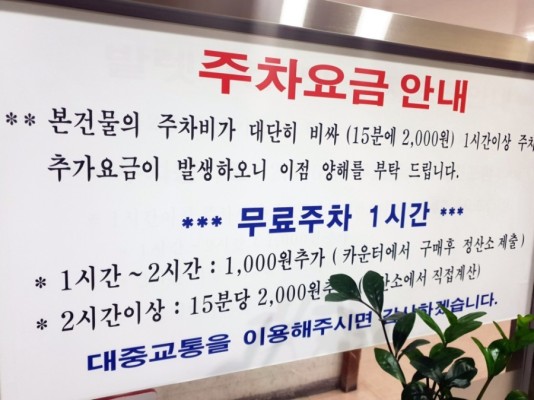 주차요금 안내
** 본건물의 주차비가 대단히 비싸 (15분에 2,000원) 1시간이상
추가요금이 발생하오니 이점 양해를 부탁 드립니다.
*** 무료주차 1시간 ***
* 1시간 ~ 2시간 : 1,000원추가 ( 카운터에서 구매후 정산소 제출 )
* 2시간이상 : 15분당 2,000원 직접계산)
대중교통을 이용해주시면 감사하겠습니다.